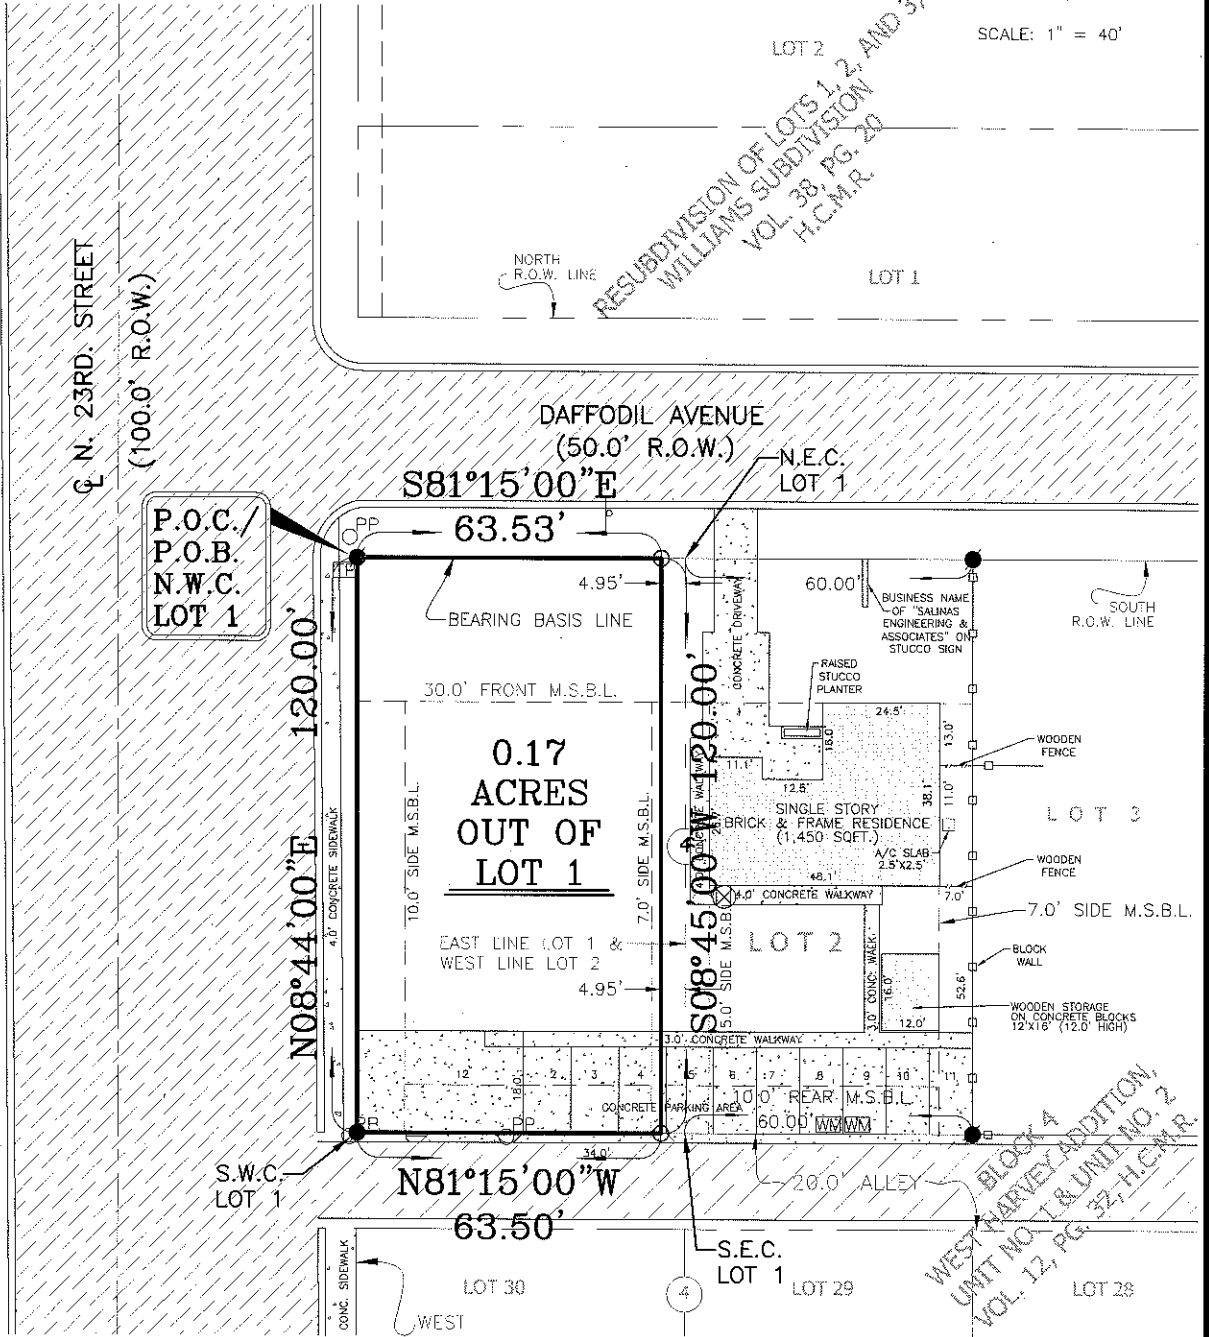 LOT 2
SCALE: 1" = 40'
RESUBDIVISION OF LOTS 1, 2, AND 3,
WILLIAMS SUBDIVISION
VOL. 38, PG. 20
H.C.M.R.
NORTH
R.O.W. LINE
LOT 1
℄ N. 23RD. STREET
(100.0' R.O.W.)
DAFFODIL AVENUE
(50.0' R.O.W.)
N.E.C.
LOT 1
S81°15'00"E
63.53'
P.O.C./
P.O.B.
N.W.C.
LOT 1
PP
4.95'
60.00'
BEARING BASIS LINE
CONCRETE DRIVEWAY
BUSINESS NAME
OF "SALINAS
ENGINEERING &
ASSOCIATES" ON
STUCCO SIGN
SOUTH
R.O.W. LINE
N08°44'00"E 120.00'
30.0' FRONT M.S.B.L.
RAISED
STUCCO
PLANTER
24.5'
16.0'
13.0'
WOODEN
FENCE
0.17
ACRES
OUT OF
LOT 1
S08°45'00"W 120.00'
11.1'
12.5'
38.1'
11.0'
SINGLE STORY
BRICK & FRAME RESIDENCE
(1,450 SQFT.)
LOT 3
A/C SLAB
2.5'X2.5'
WOODEN
FENCE
10.0' SIDE M.S.B.L.
7.0' SIDE M.S.B.L.
4.0' CONCRETE SIDEWALK
48.1'
4.0' CONCRETE WALKWAY
7.0'
7.0' SIDE M.S.B.L.
EAST LINE LOT 1 &
WEST LINE LOT 2
LOT 2
5.0' SIDE M.S.B.L.
3.0' CONC. WALK
BLOCK
WALL
4.95'
16.0'
12.0'
52.6'
WOODEN STORAGE
ON CONCRETE BLOCKS
12'X16' (12.0' HIGH)
3.0' CONCRETE WALKWAY
12
2
3
4
5
6
7
8
9
10
11
18.0'
10.0' REAR M.S.B.L.
CONCRETE PARKING AREA
60.00'
WM WM
PP
34.0'
S.W.C.
LOT 1
N81°15'00"W
63.50'
20.0' ALLEY
BLOCK 4
WEST HARVEY ADDITION,
UNIT NO. 1 & UNIT NO. 2
VOL. 12, PG. 32, H.C.M.R.
S.E.C.
LOT 1
CONC. SIDEWALK
LOT 30
4
LOT 29
LOT 28
WEST